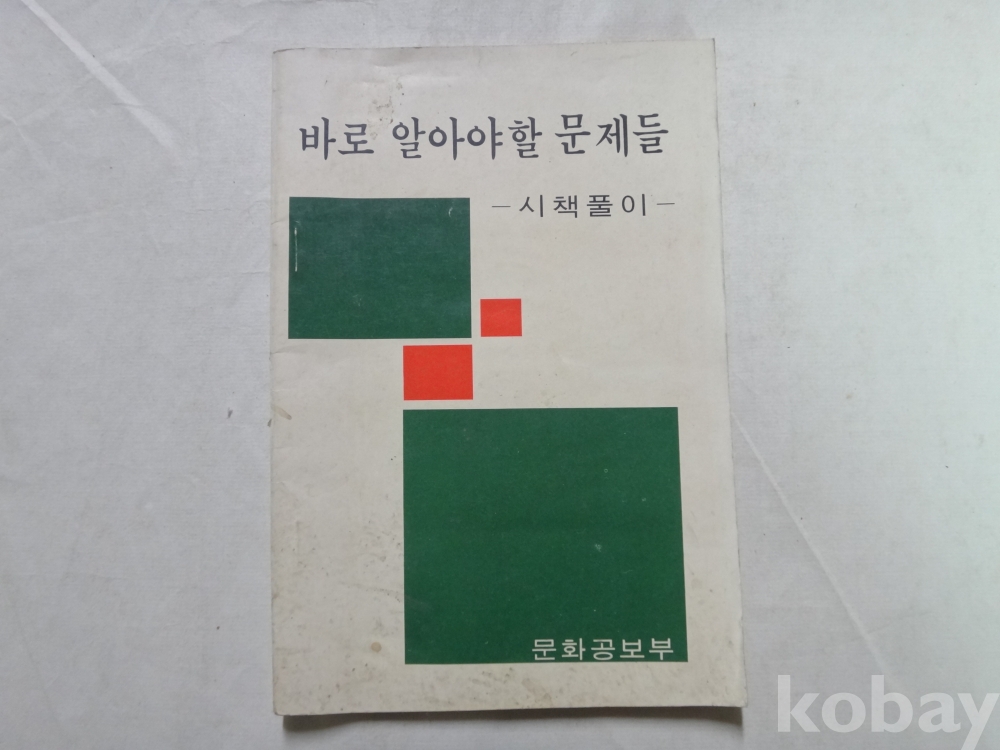 바로 알아야할 문제들
－시책풀이－
문화공보부
kobay